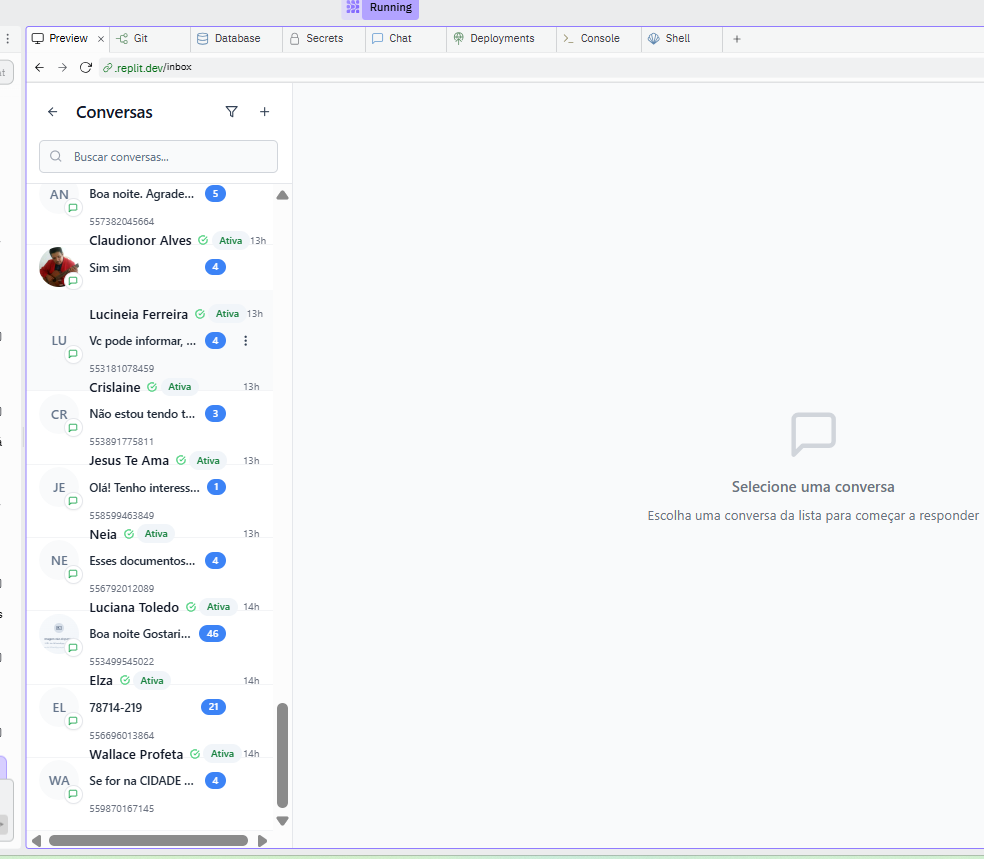 Running
Preview
Git
Database
Secrets
Chat
Deployments
Console
Shell
.replit.dev/inbox
Conversas
Buscar conversas...
AN
Boa noite. Agrade...
5
557382045664
Claudionor Alves
Ativa
13h
Sim sim
4
Lucineia Ferreira
Ativa
13h
LU
Vc pode informar, ...
4
553181078459
Crislaine
Ativa
13h
CR
Não estou tendo t...
3
553891775811
Jesus Te Ama
Ativa
13h
JE
Olá! Tenho interess...
1
558599463849
Neia
Ativa
13h
NE
Esses documentos...
4
556792012089
Luciana Toledo
Ativa
14h
Boa noite Gostari...
46
553499545022
Elza
Ativa
14h
EL
78714-219
21
556696013864
Wallace Profeta
Ativa
14h
WA
Se for na CIDADE ...
4
559870167145
Selecione uma conversa
Escolha uma conversa da lista para começar a responder